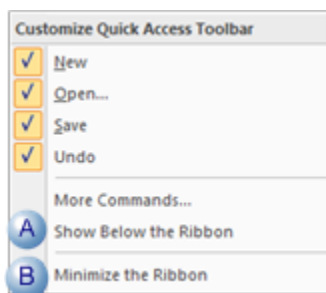 Customize Quick Access Toolbar
New
Open...
Save
Undo
More Commands...
A Show Below the Ribbon
B Minimize the Ribbon